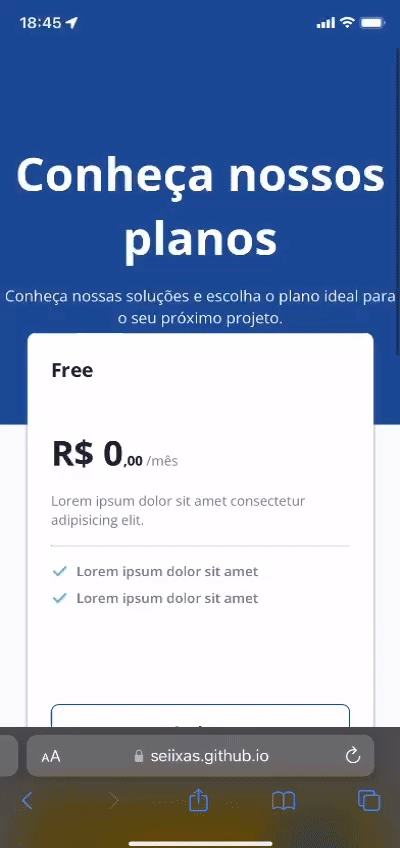 18:45
Conheça nossos
planos
Conheça nossas soluções e escolha o plano ideal para
o seu próximo projeto.
Free
R$ 0,00 /mês
Lorem ipsum dolor sit amet consectetur
adipisicing elit.
Lorem ipsum dolor sit amet
Lorem ipsum dolor sit amet
AA seiixas.github.io